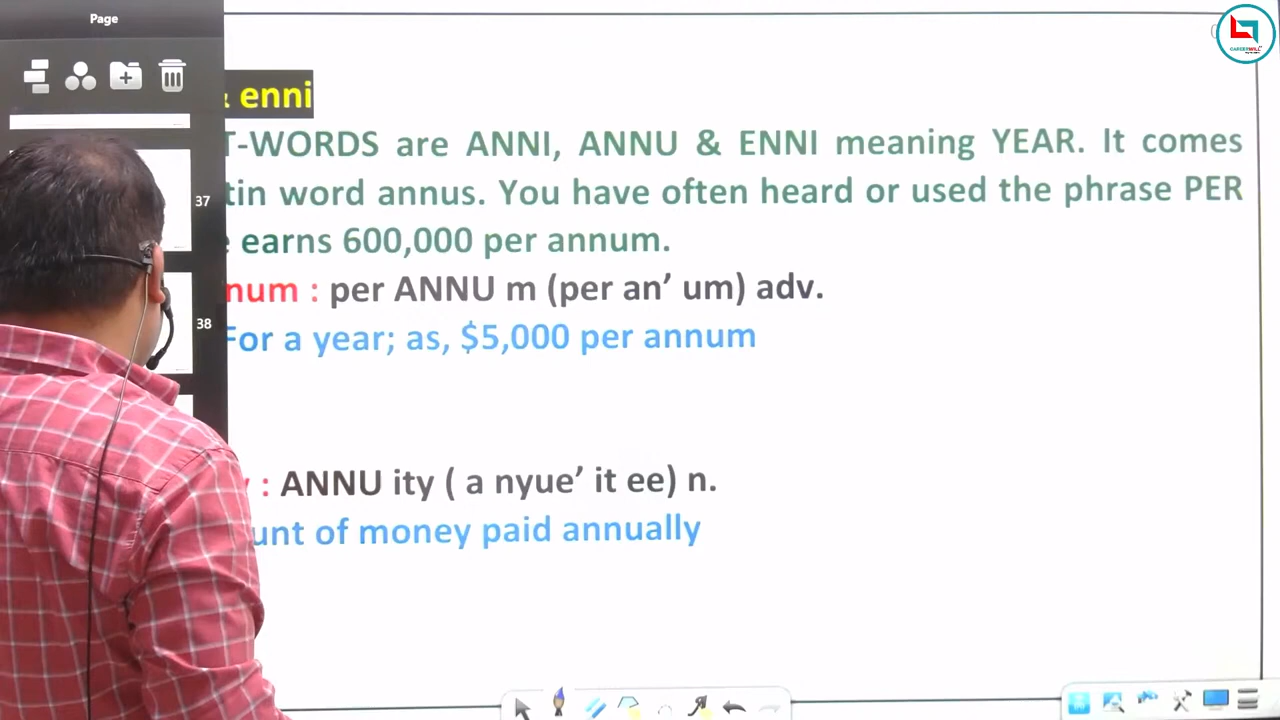 Page
& enni
T-WORDS are ANNI, ANNU & ENNI meaning YEAR. It comes
tin word annus. You have often heard or used the phrase PER
e earns 600,000 per annum.
37
num : per ANNU m (per an’ um) adv.
38
For a year; as, $5,000 per annum
y : ANNU ity ( a nyue’ it ee) n.
unt of money paid annually